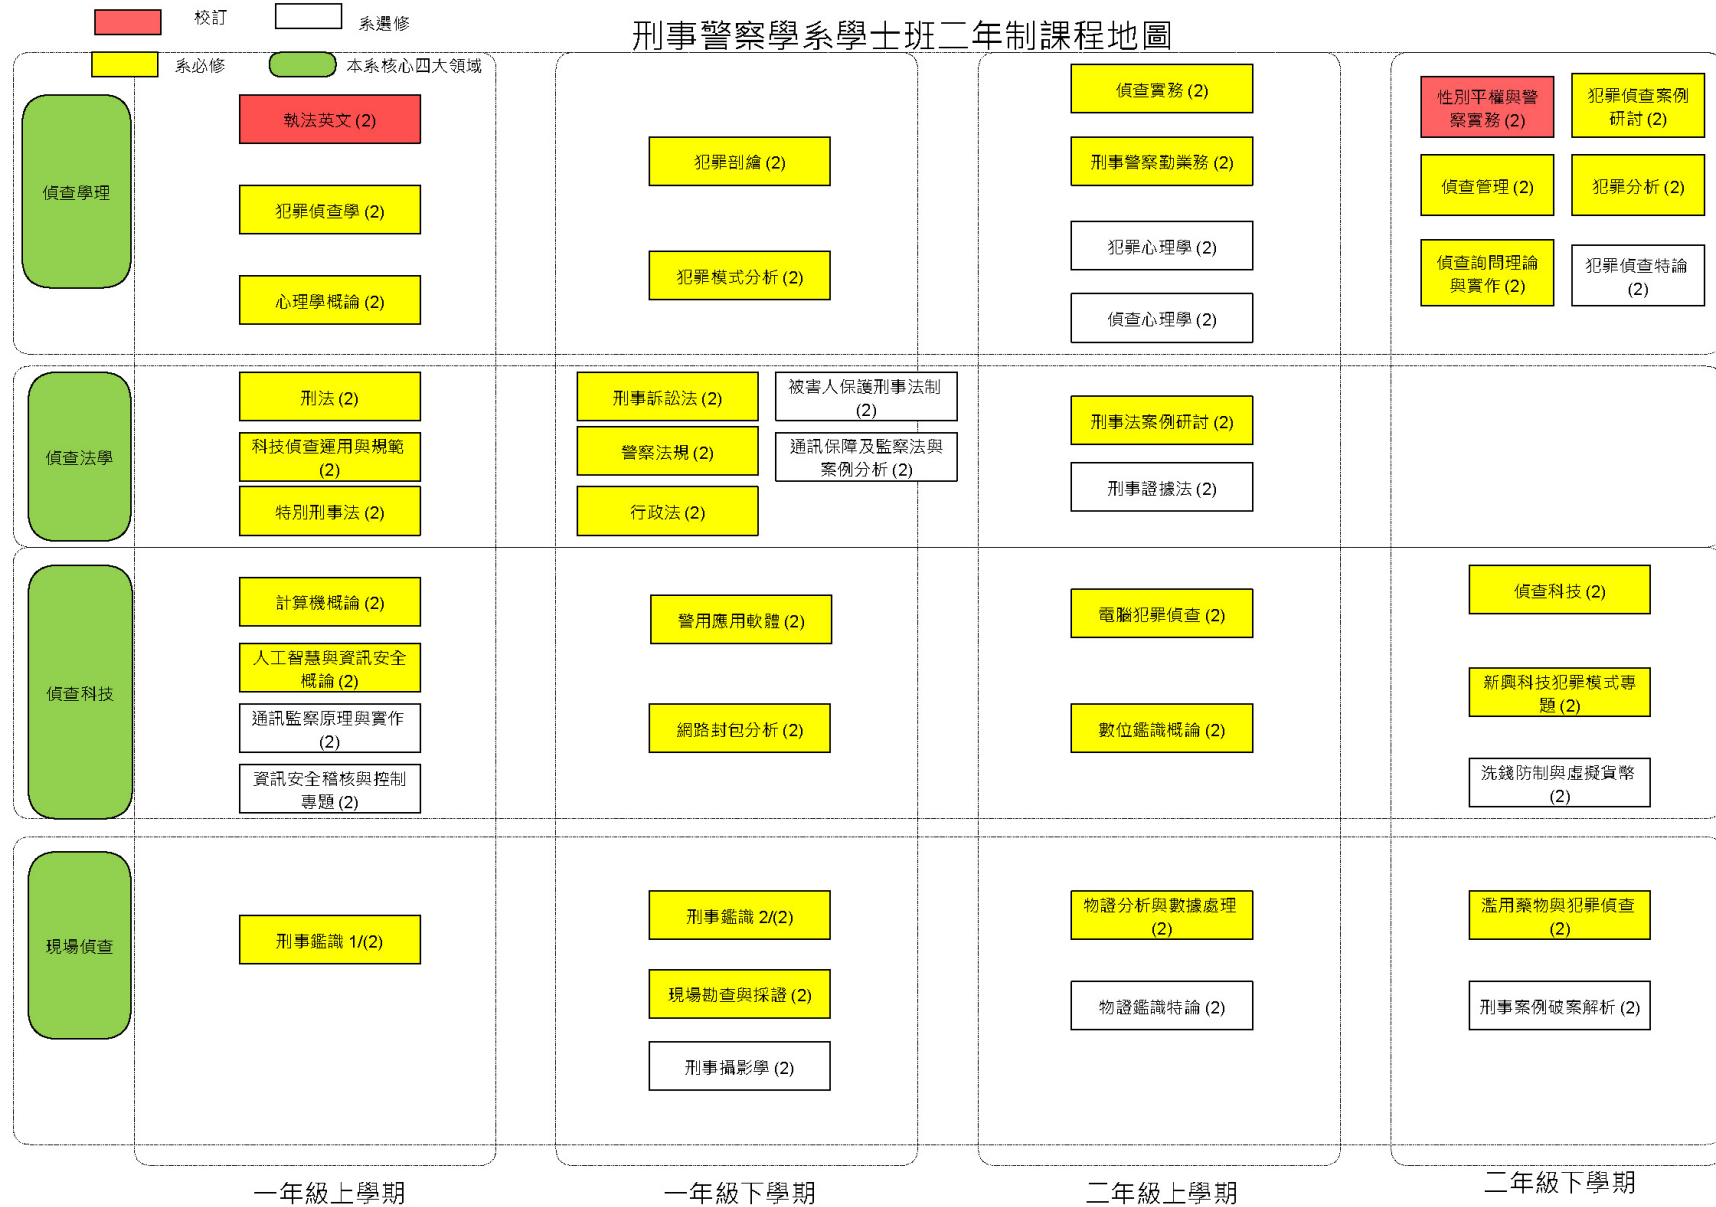 校訂
系選修
刑事警察學系學士班二年制課程地圖
系必修
本系核心四大領域
偵查學理
執法英文 (2)
犯罪偵查學 (2)
心理學概論 (2)
犯罪剖繪 (2)
犯罪模式分析 (2)
偵查實務 (2)
刑事警察勤業務 (2)
犯罪心理學 (2)
偵查心理學 (2)
性別平權與警
察實務 (2)
犯罪偵查案例
研討 (2)
偵查管理 (2)
犯罪分析 (2)
偵查詢問理論
與實作 (2)
犯罪偵查特論
(2)
偵查法學
刑法 (2)
科技偵查運用與規範
(2)
特別刑事法 (2)
刑事訴訟法 (2)
警察法規 (2)
行政法 (2)
被害人保護刑事法制
(2)
通訊保障及監察法與
案例分析 (2)
刑事法案例研討 (2)
刑事證據法 (2)
偵查科技
計算機概論 (2)
人工智慧與資訊安全
概論 (2)
通訊監察原理與實作
(2)
資訊安全稽核與控制
專題 (2)
警用應用軟體 (2)
網路封包分析 (2)
電腦犯罪偵查 (2)
數位鑑識概論 (2)
偵查科技 (2)
新興科技犯罪模式專
題 (2)
洗錢防制與虛擬貨幣
(2)
現場偵查
刑事鑑識 1/(2)
刑事鑑識 2/(2)
現場勘查與採證 (2)
刑事攝影學 (2)
物證分析與數據處理
(2)
物證鑑識特論 (2)
濫用藥物與犯罪偵查
(2)
刑事案例破案解析 (2)
一年級上學期
一年級下學期
二年級上學期
二年級下學期